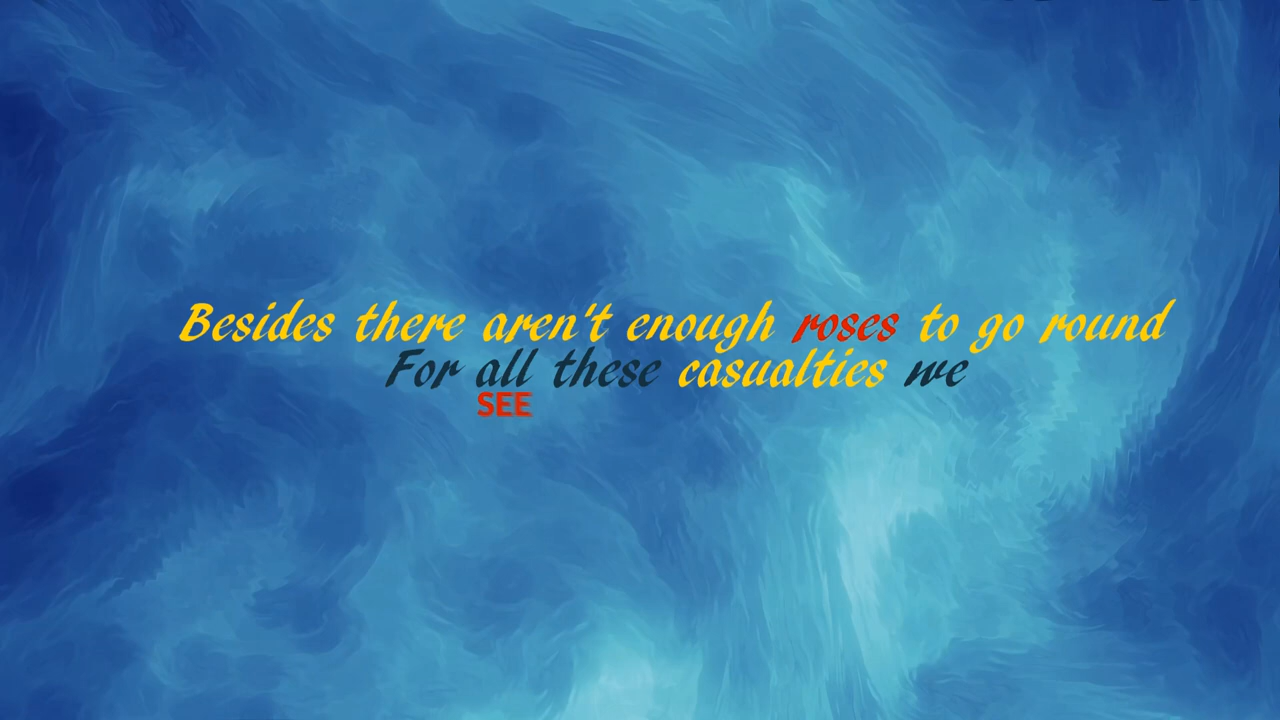 Besides there aren't enough roses to go round
For all these casualties we
SEE